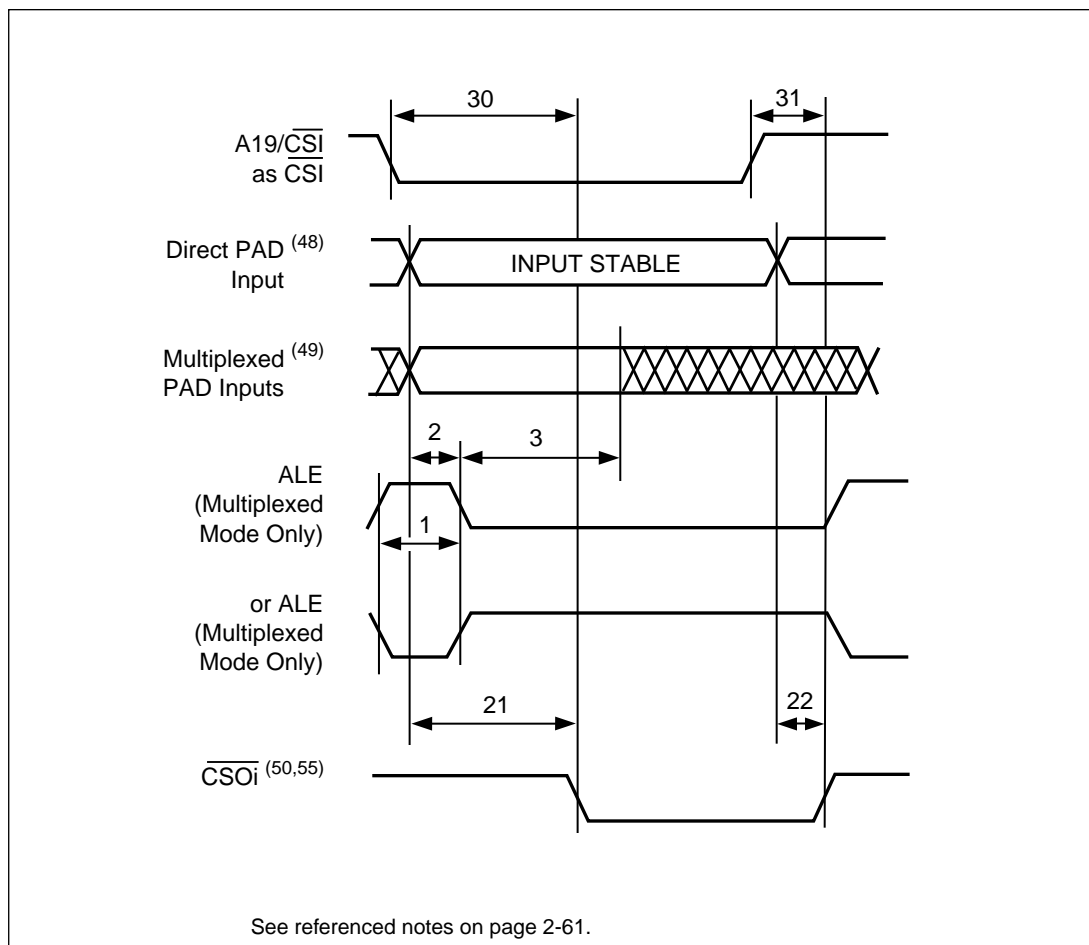 30
31
A19/CSI
as CSI
Direct PAD (48)
Input
INPUT STABLE
Multiplexed (49)
PAD Inputs
2
3
ALE
(Multiplexed
Mode Only)
1
or ALE
(Multiplexed
Mode Only)
21
22
CSOi (50,55)
See referenced notes on page 2-61.